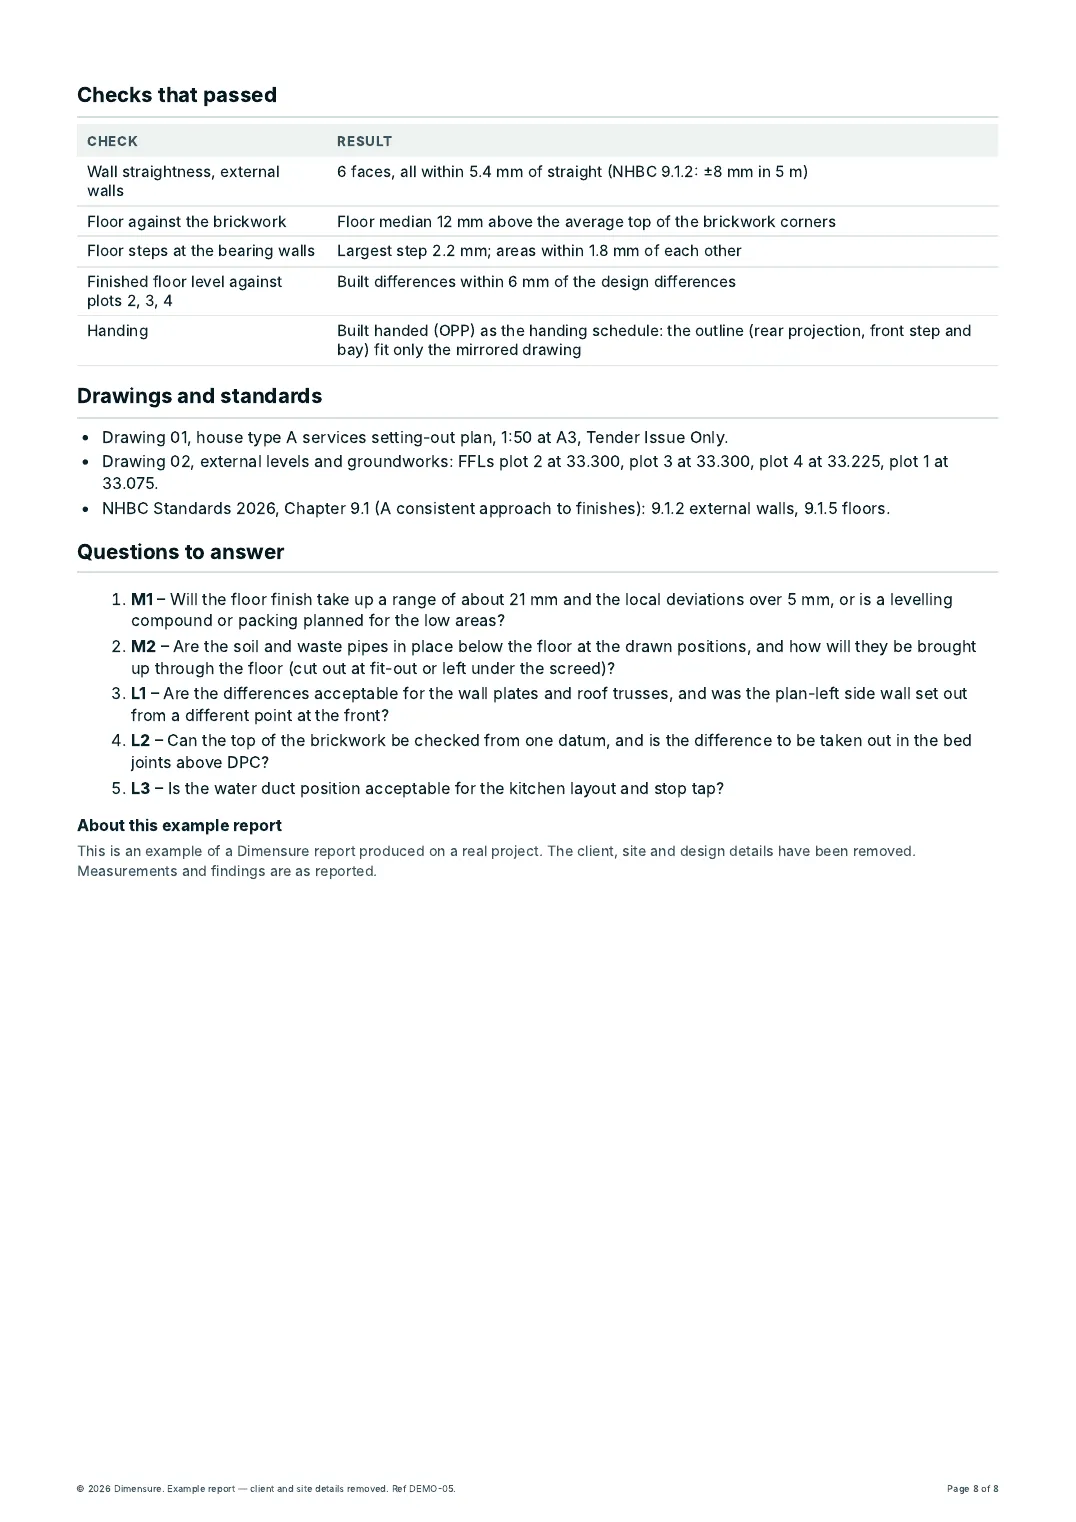 Checks that passed
CHECK RESULT
Wall straightness, external walls 6 faces, all within 5.4 mm of straight (NHBC 9.1.2: ±8 mm in 5 m)
Floor against the brickwork Floor median 12 mm above the average top of the brickwork corners
Floor steps at the bearing walls Largest step 2.2 mm; areas within 1.8 mm of each other
Finished floor level against plots 2, 3, 4 Built differences within 6 mm of the design differences
Handing Built handed (OPP) as the handing schedule: the outline (rear projection, front step and
bay) fit only the mirrored drawing
Drawings and standards
• Drawing 01, house type A services setting-out plan, 1:50 at A3, Tender Issue Only.
• Drawing 02, external levels and groundworks: FFLs plot 2 at 33.300, plot 3 at 33.300, plot 4 at 33.225, plot 1 at
33.075.
• NHBC Standards 2026, Chapter 9.1 (A consistent approach to finishes): 9.1.2 external walls, 9.1.5 floors.
Questions to answer
1. M1 – Will the floor finish take up a range of about 21 mm and the local deviations over 5 mm, or is a levelling
compound or packing planned for the low areas?
2. M2 – Are the soil and waste pipes in place below the floor at the drawn positions, and how will they be brought
up through the floor (cut out at fit-out or left under the screed)?
3. L1 – Are the differences acceptable for the wall plates and roof trusses, and was the plan-left side wall set out
from a different point at the front?
4. L2 – Can the top of the brickwork be checked from one datum, and is the difference to be taken out in the bed
joints above DPC?
5. L3 – Is the water duct position acceptable for the kitchen layout and stop tap?
About this example report
This is an example of a Dimensure report produced on a real project. The client, site and design details have been removed.
Measurements and findings are as reported.
© 2026 Dimensure. Example report — client and site details removed. Ref DEMO-05. Page 8 of 8